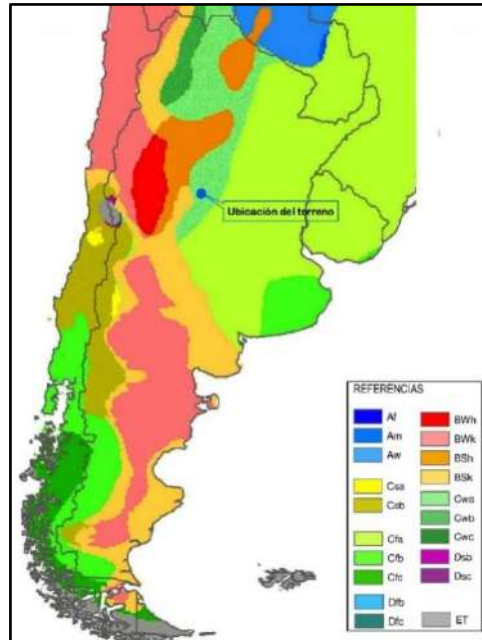 Ubicación del terreno
REFERENCIAS
Af
Am
Aw
Csa
Csb
Cfa
Cfb
Cfc
Dfb
Dfc
BWh
BWk
BSh
BSk
Cwa
Cwb
Cwc
Dsb
Dsc
ET